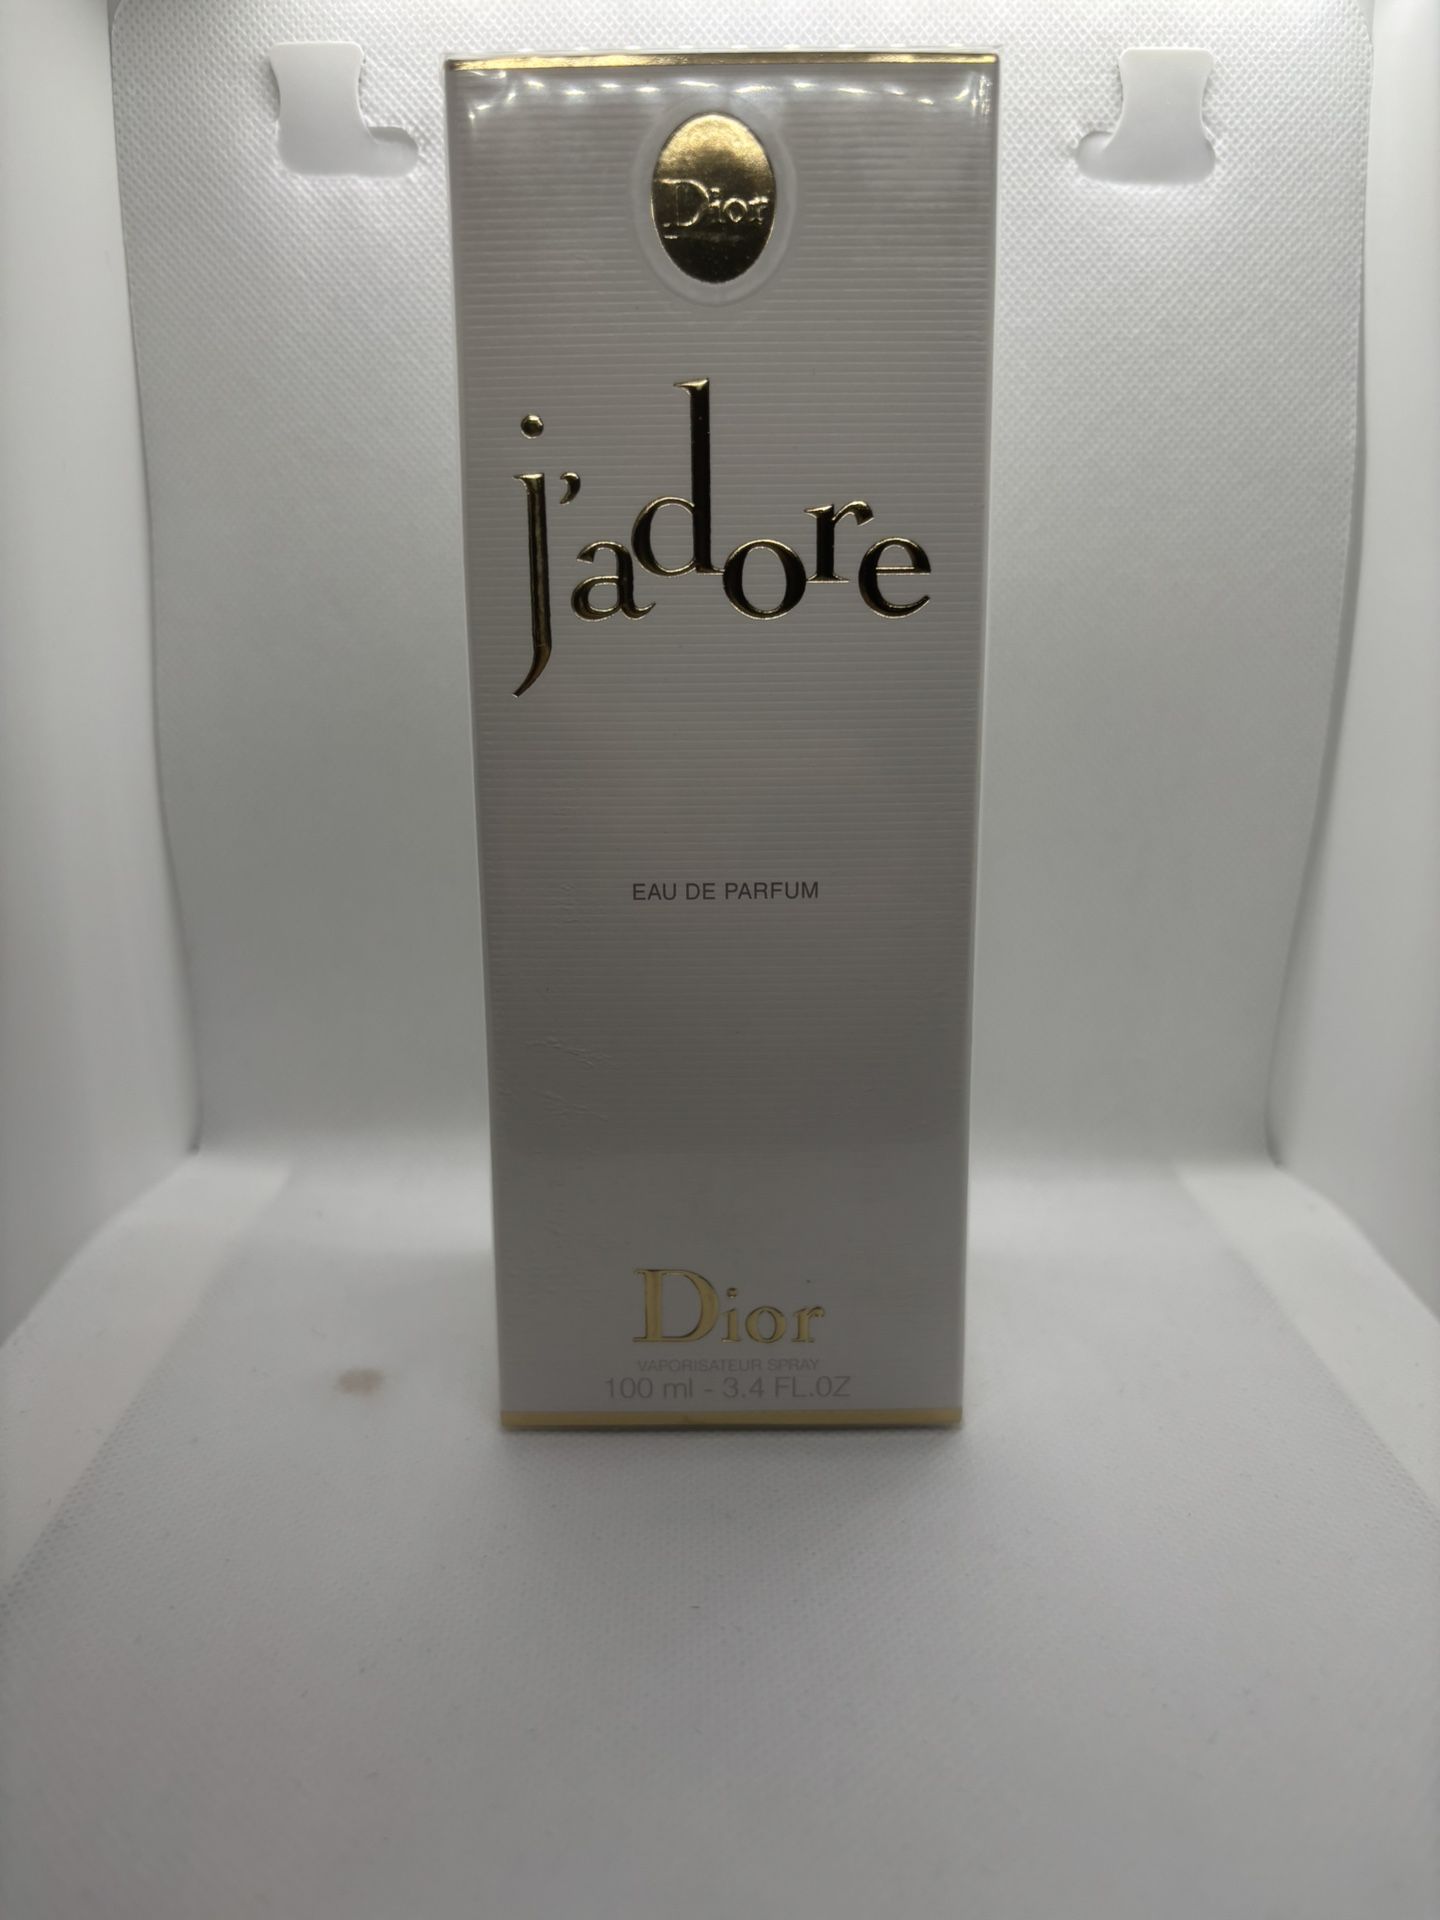 Dior
j'adore
EAU DE PARFUM
Dior
VAPORISATEUR SPRAY
100 ml - 3.4 FL.OZ